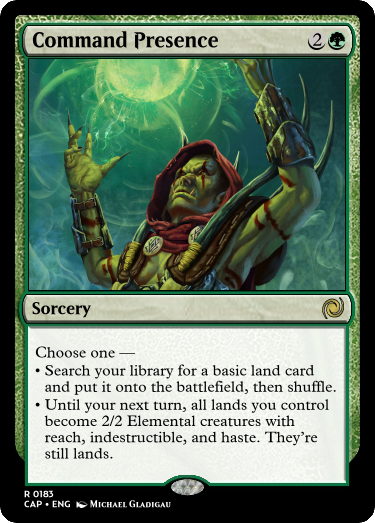 Command Presence 2
Sorcery
Choose one —
• Search your library for a basic land card
and put it onto the battlefield, then shuffle.
• Until your next turn, all lands you control
become 2/2 Elemental creatures with
reach, indestructible, and haste. They're
still lands.
R 0183
CAP • ENG Michael Gladigau